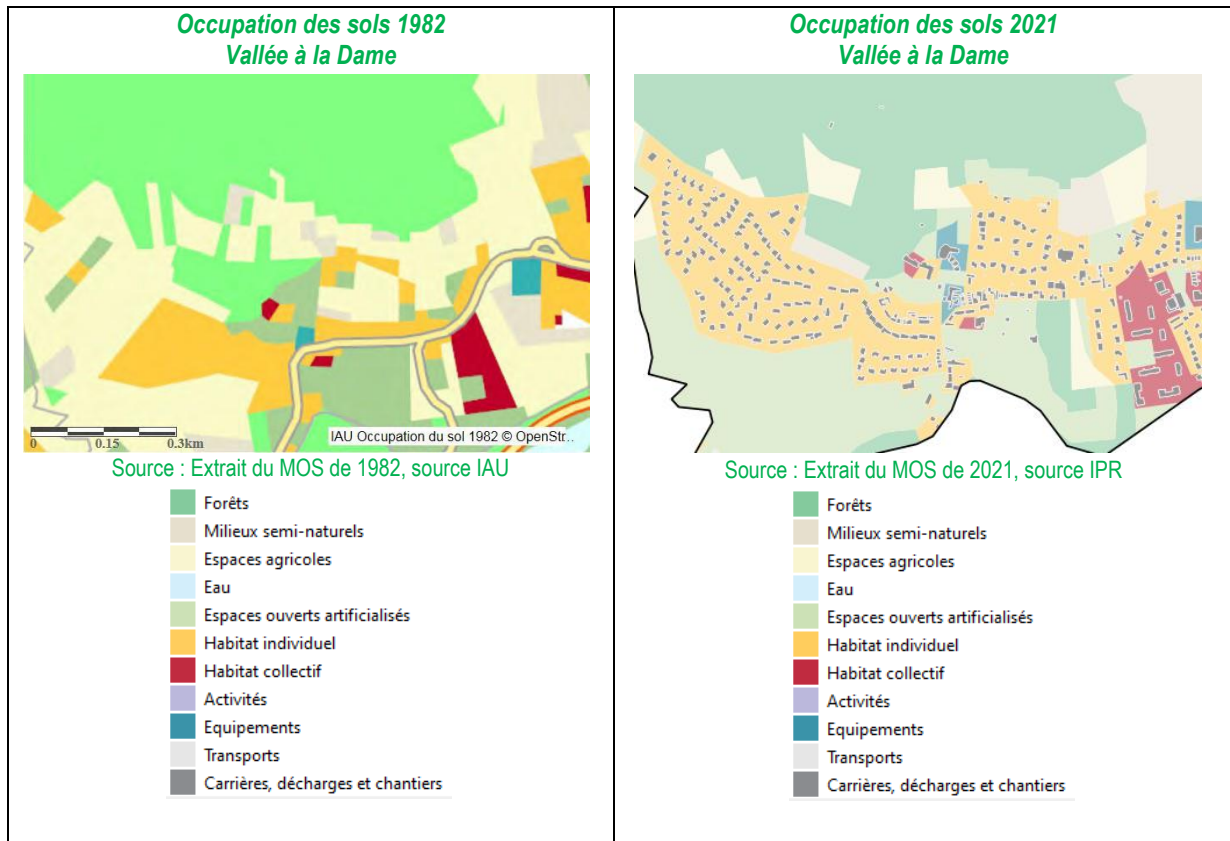 Occupation des sols 1982
Vallée à la Dame
0 0.15 0.3km
IAU Occupation du sol 1982 © OpenStr...
Source : Extrait du MOS de 1982, source IAU
Forêts
Milieux semi-naturels
Espaces agricoles
Eau
Espaces ouverts artificialisés
Habitat individuel
Habitat collectif
Activités
Equipements
Transports
Carrières, décharges et chantiers
Occupation des sols 2021
Vallée à la Dame
Source : Extrait du MOS de 2021, source IPR
Forêts
Milieux semi-naturels
Espaces agricoles
Eau
Espaces ouverts artificialisés
Habitat individuel
Habitat collectif
Activités
Equipements
Transports
Carrières, décharges et chantiers